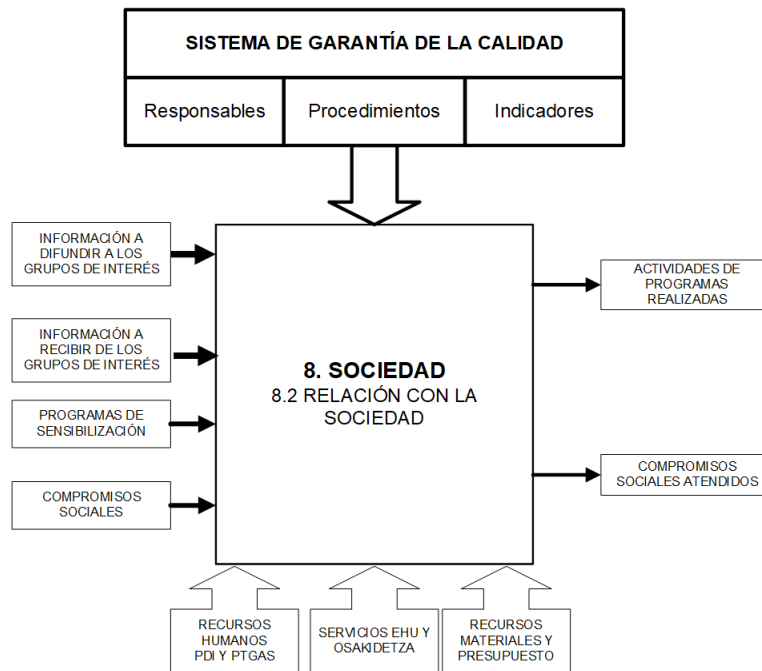 SISTEMA DE GARANTÍA DE LA CALIDAD
Responsables
Procedimientos
Indicadores
INFORMACIÓN A
DIFUNDIR A LOS
GRUPOS DE INTERÉS
INFORMACIÓN A
RECIBIR DE LOS
GRUPOS DE INTERÉS
PROGRAMAS DE
SENSIBILIZACIÓN
COMPROMISOS
SOCIALES
8. SOCIEDAD
8.2 RELACIÓN CON LA
SOCIEDAD
ACTIVIDADES DE
PROGRAMAS
REALIZADAS
COMPROMISOS
SOCIALES ATENDIDOS
RECURSOS
HUMANOS
PDI Y PTGAS
SERVICIOS EHU Y
OSAKIDETZA
RECURSOS
MATERIALES Y
PRESUPUESTO